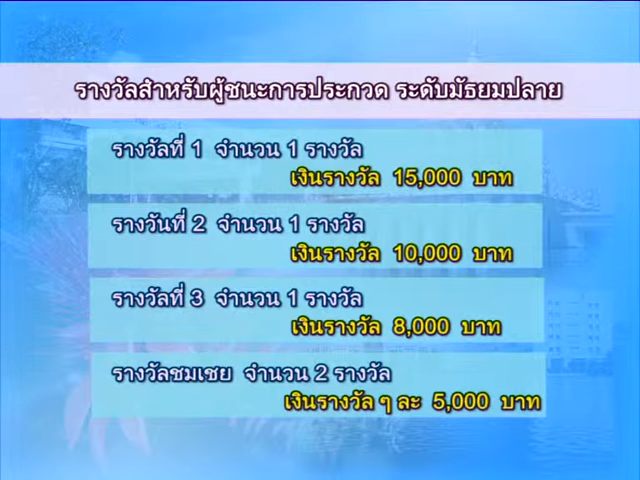 รางวัลสำหรับผู้ชนะการประกวด ระดับมัธยมปลาย
รางวัลที่ 1 จำนวน 1 รางวัล
เงินรางวัล 15,000 บาท
รางวันที่ 2 จำนวน 1 รางวัล
เงินรางวัล 10,000 บาท
รางวัลที่ 3 จำนวน 1 รางวัล
เงินรางวัล 8,000 บาท
รางวัลชมเชย จำนวน 2 รางวัล
เงินรางวัล ๆ ละ 5,000 บาท